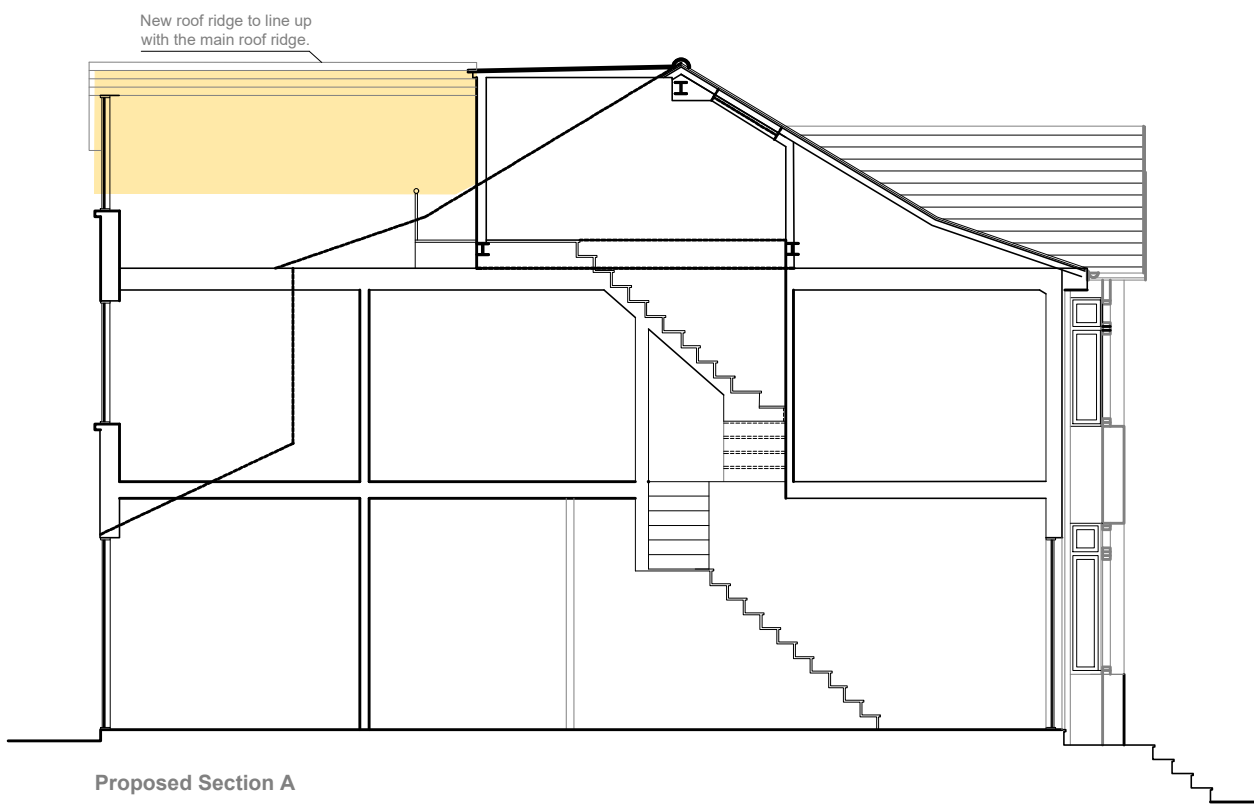 New roof ridge to line up
with the main roof ridge.
Proposed Section A